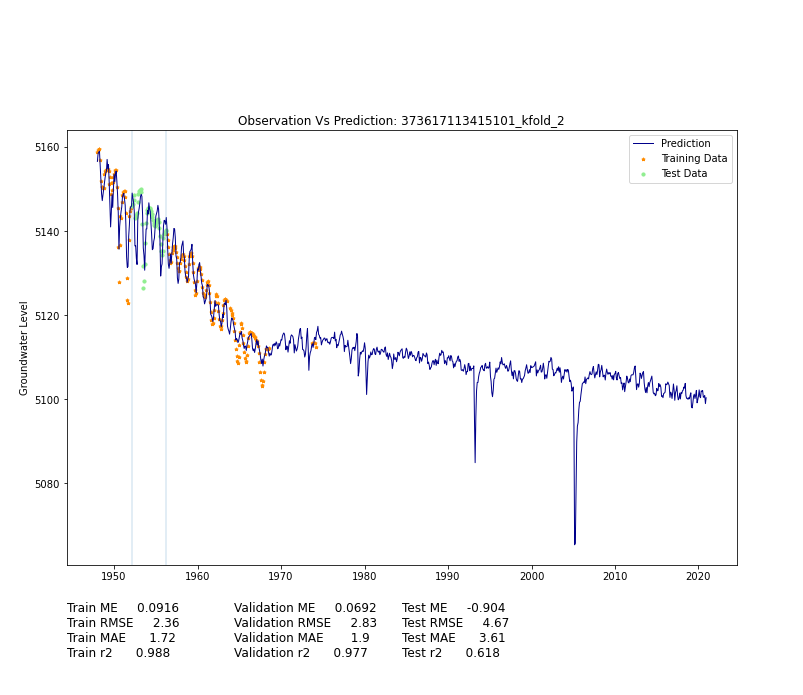 Observation Vs Prediction: 373617113415101_kfold_2
Prediction
Training Data
Test Data
5160
5140
5120
5100
5080
Groundwater Level
1950 1960 1970 1980 1990 2000 2010 2020
Train ME 0.0916 Validation ME 0.0692 Test ME -0.904
Train RMSE 2.36 Validation RMSE 2.83 Test RMSE 4.67
Train MAE 1.72 Validation MAE 1.9 Test MAE 3.61
Train r2 0.988 Validation r2 0.977 Test r2 0.618